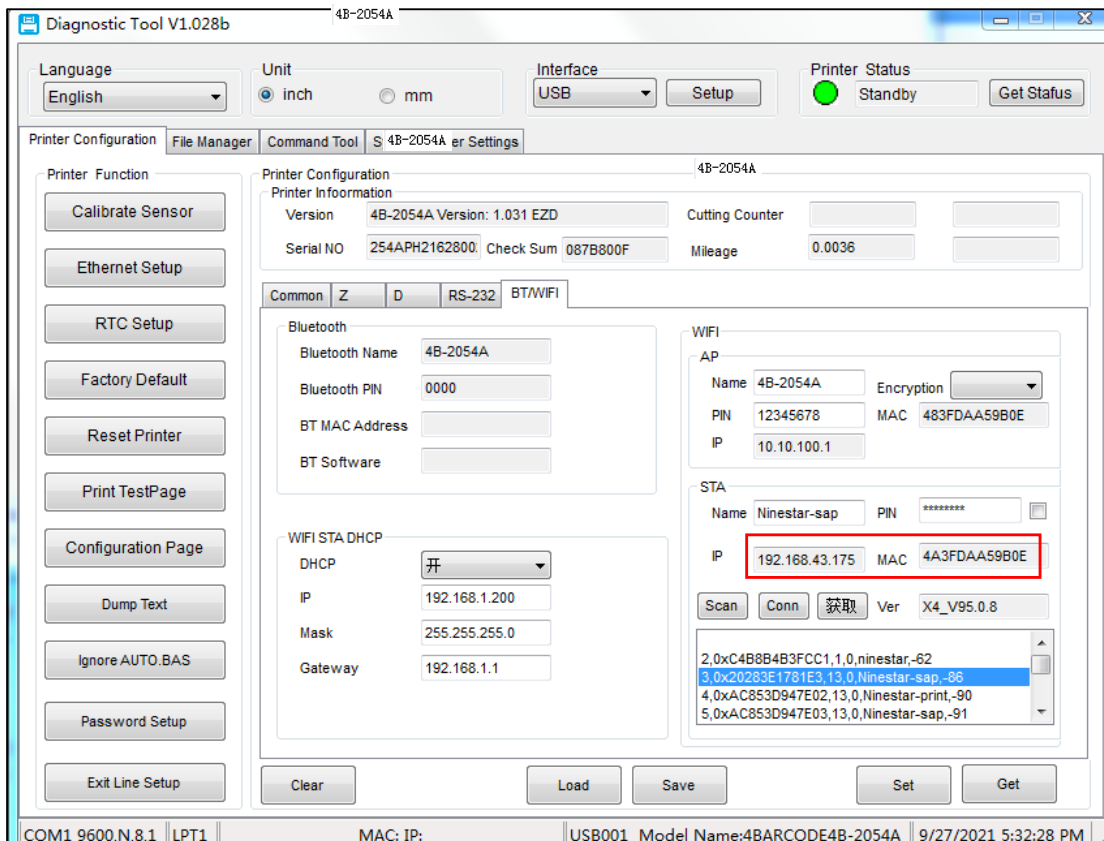 4B-2054A
Diagnostic Tool V1.028b
Language
English
Unit
inch
mm
Interface
USB
Setup
Printer Status
Standby
Get Stafus
Printer Configuration
File Manager
Command Tool
S 4B-2054A er Settings
Printer Function
Calibrate Sensor
Ethernet Setup
RTC Setup
Factory Default
Reset Printer
Print TestPage
Configuration Page
Dump Text
Ignore AUTO.BAS
Password Setup
Exit Line Setup
Printer Configuration
4B-2054A
Printer Infoormation
Version 4B-2054A Version: 1.031 EZD
Cutting Counter
Serial NO 254APH2162800 Check Sum 087B800F
Mileage 0.0036
Common Z D RS-232 BT/WIFI
Bluetooth
Bluetooth Name 4B-2054A
Bluetooth PIN 0000
BT MAC Address
BT Software
WIFI STA DHCP
DHCP 开
IP 192.168.1.200
Mask 255.255.255.0
Gateway 192.168.1.1
WIFI
AP
Name 4B-2054A Encryption
PIN 12345678 MAC 483FDAA59B0E
IP 10.10.100.1
STA
Name Ninestar-sap PIN ********
IP 192.168.43.175 MAC 4A3FDAA59B0E
Scan Conn 获取 Ver X4_V95.0.8
2,0xC4B8B4B3FCC1,1,0,ninestar,-62
3,0x20283E1781E3,13,0,Ninestar-sap,-86
4,0xAC853D947E02,13,0,Ninestar-print,-90
5,0xAC853D947E03,13,0,Ninestar-sap,-91
Clear
Load
Save
Set
Get
COM1 9600.N.8.1 LPT1 MAC: IP: USB001 Model Name:4BARCODE4B-2054A 9/27/2021 5:32:28 PM